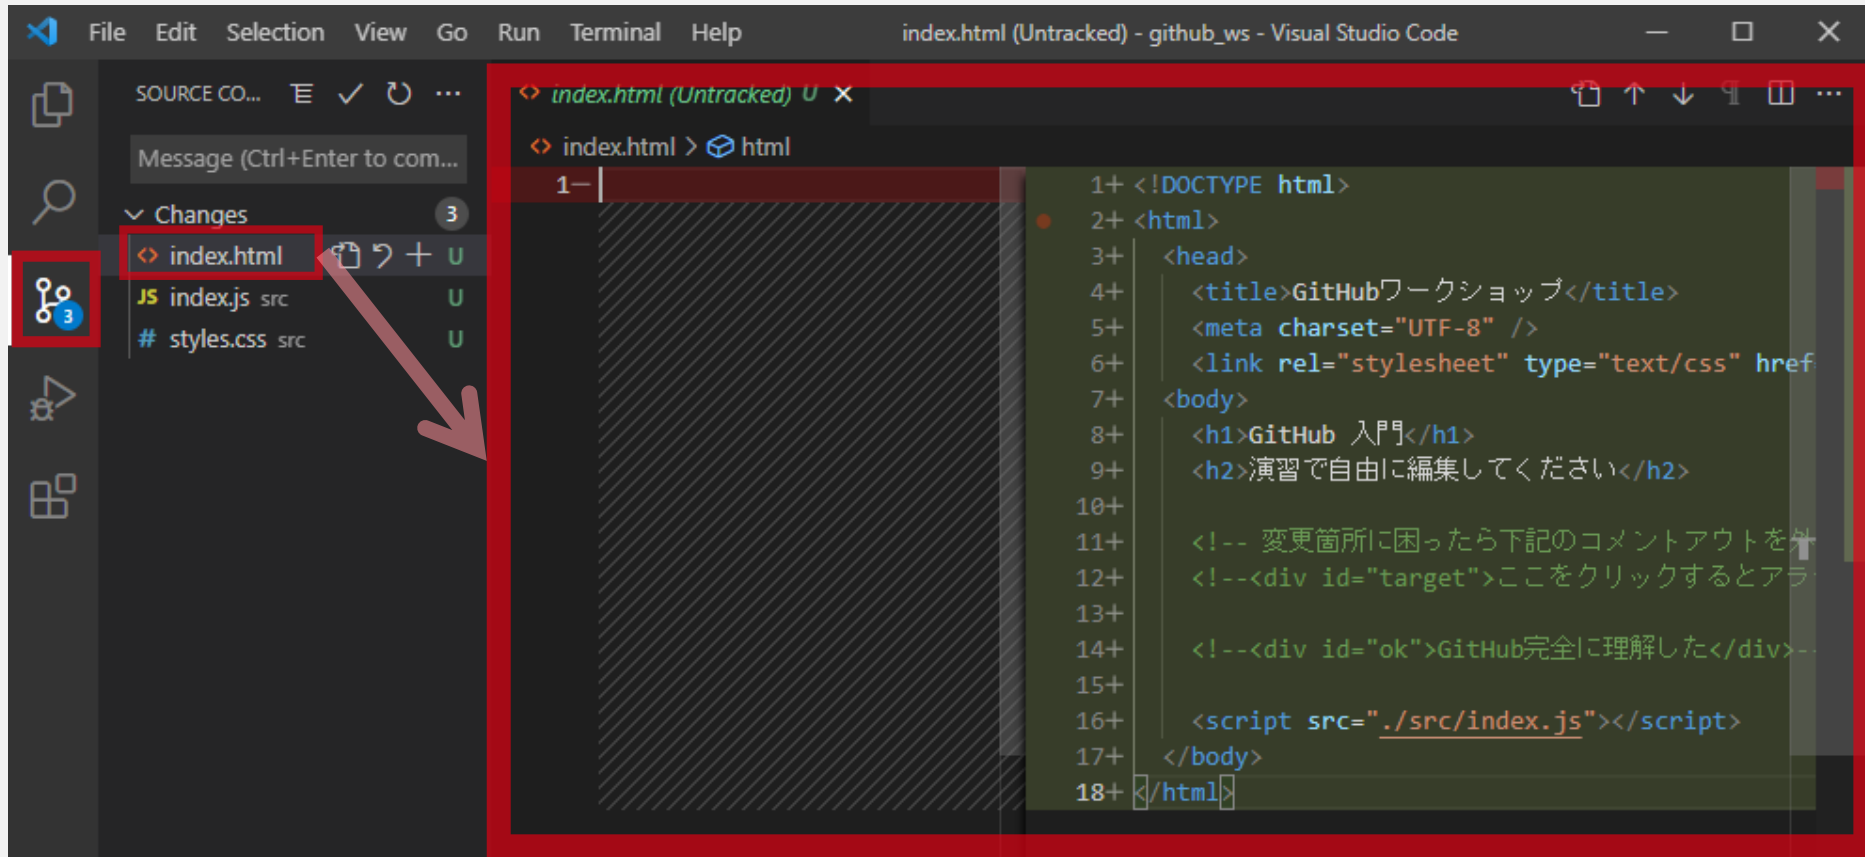 File Edit Selection View Go Run Terminal Help index.html (Untracked) - github_ws - Visual Studio Code
SOURCE CO...
Message (Ctrl+Enter to com...
Changes 3
index.html U
JS index.js src U
# styles.css src U
3
index.html (Untracked) U
index.html > html
1-
1+ <!DOCTYPE html>
2+ <html>
3+ <head>
4+ <title>GitHubワークショップ</title>
5+ <meta charset="UTF-8" />
6+ <link rel="stylesheet" type="text/css" href
7+ <body>
8+ <h1>GitHub 入門</h1>
9+ <h2>演習で自由に編集してください</h2>
10+
11+ <!-- 変更箇所に困ったら下記のコメントアウトを外
12+ <!--<div id="target">ここをクリックするとアラ
13+
14+ <!--<div id="ok">GitHub完全に理解した</div>--
15+
16+ <script src="./src/index.js"></script>
17+ </body>
18+ </html>